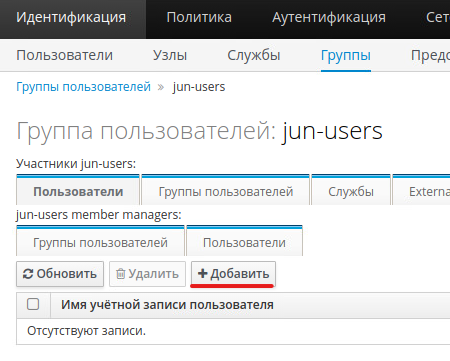 Идентификация Политика Аутентификация
Пользователи Узлы Службы Группы
Группы пользователей » jun-users
Группа пользователей: jun-users
Участники jun-users:
Пользователи Группы пользователей Службы Externa
jun-users member managers:
Группы пользователей Пользователи
Обновить Удалить + Добавить
Имя учётной записи пользователя
Отсутствуют записи.